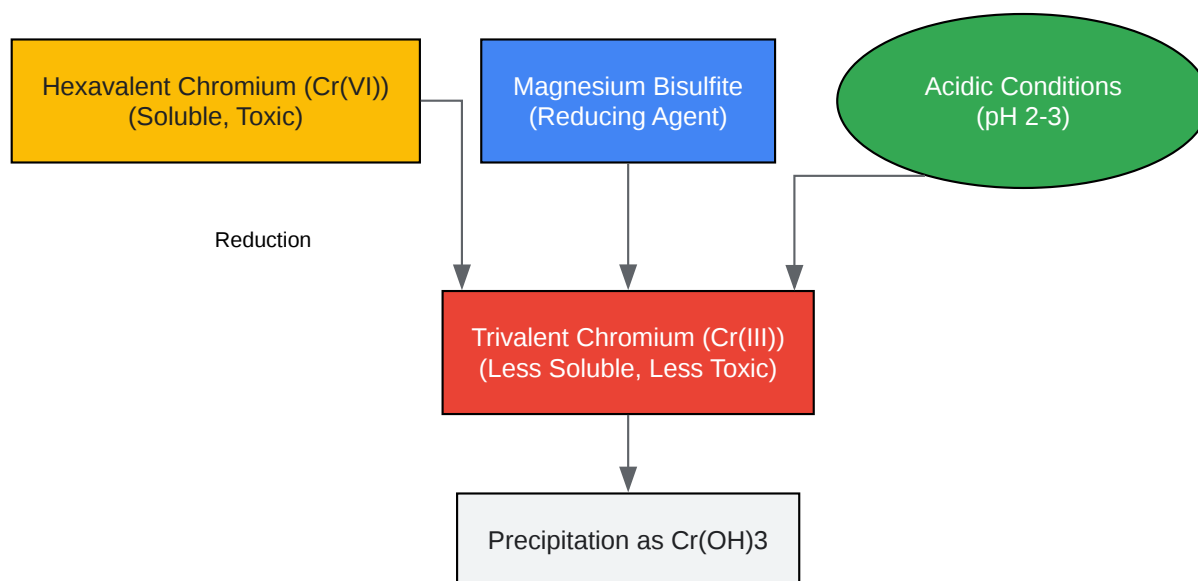 Hexavalent Chromium (Cr(VI))
(Soluble, Toxic)
Magnesium Bisulfite
(Reducing Agent)
Acidic Conditions
(pH 2-3)
Reduction
Trivalent Chromium (Cr(III))
(Less Soluble, Less Toxic)
Precipitation as Cr(OH)3